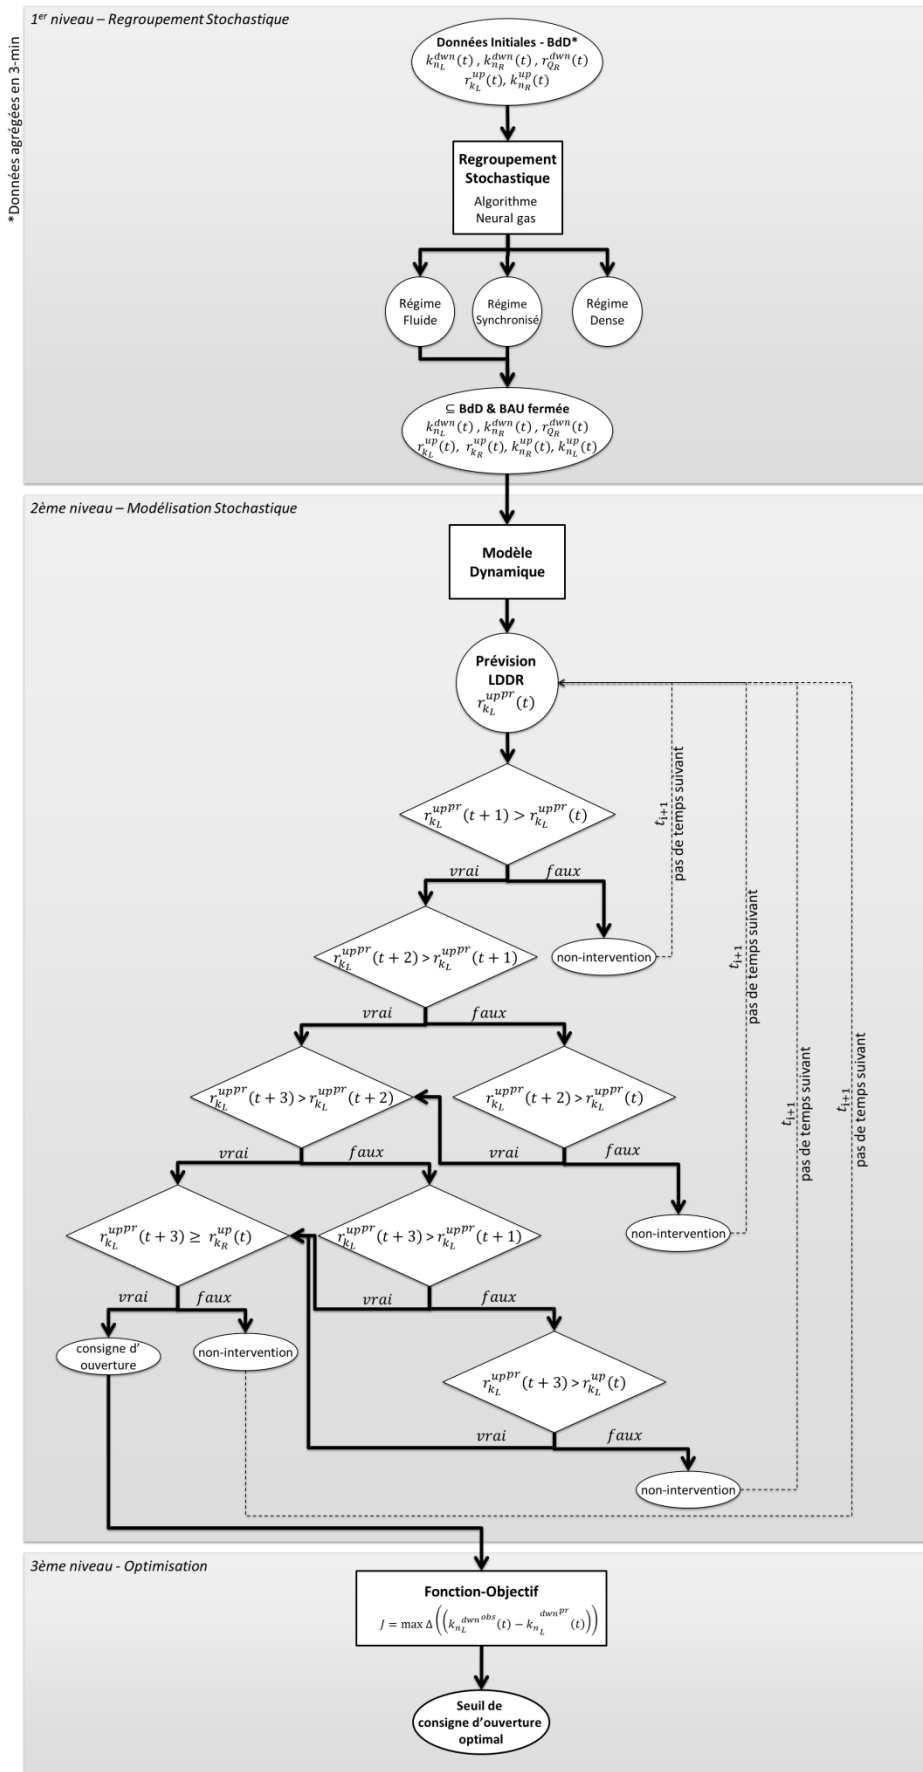 1er niveau – Regroupement Stochastique
*Données agrégées en 3-min
Données Initiales - BdD*
$k_{n_L}^{dwn}(t)$ , $k_{n_R}^{dwn}(t)$ , $r_{Q_R}^{dwn}(t)$
$r_{k_L}^{up}(t)$, $k_{n_R}^{up}(t)$
Regroupement
Stochastique
Algorithme
Neural gas
Régime
Fluide
Régime
Synchronisé
Régime
Dense
⊆ BdD & BAU fermée
$k_{n_L}^{dwn}(t)$ , $k_{n_R}^{dwn}(t)$ , $r_{Q_R}^{dwn}(t)$
$r_{k_L}^{up}(t)$, $r_{k_R}^{up}(t)$, $k_{n_R}^{up}(t)$, $k_{n_L}^{up}(t)$
2ème niveau – Modélisation Stochastique
Modèle
Dynamique
Prévision
LDDR
$r_{k_L}^{up^{pr}}(t)$
$r_{k_L}^{up^{pr}}(t+1) > r_{k_L}^{up^{pr}}(t)$
vrai
faux
$t_{i+1}$
pas de temps suivant
$r_{k_L}^{up^{pr}}(t+2) > r_{k_L}^{up^{pr}}(t+1)$
non-intervention
$t_{i+1}$
pas de temps suivant
vrai
faux
$r_{k_L}^{up^{pr}}(t+3) > r_{k_L}^{up^{pr}}(t+2)$
$r_{k_L}^{up^{pr}}(t+2) > r_{k_L}^{up^{pr}}(t)$
$t_{i+1}$
pas de temps suivant
$t_{i+1}$
pas de temps suivant
vrai
faux
vrai
faux
$r_{k_L}^{up^{pr}}(t+3) \geq r_{k_R}^{up}(t)$
$r_{k_L}^{up^{pr}}(t+3) > r_{k_L}^{up^{pr}}(t+1)$
non-intervention
vrai
faux
vrai
faux
consigne d'
ouverture
non-intervention
$r_{k_L}^{up^{pr}}(t+3) > r_{k_L}^{up}(t)$
vrai
faux
non-intervention
3ème niveau - Optimisation
Fonction-Objectif
$J = \max \Delta \left( \left( k_{n_L}^{dwn^{obs}}(t) - k_{n_L}^{dwn^{pr}}(t) \right) \right)$
Seuil de
consigne d'ouverture
optimal